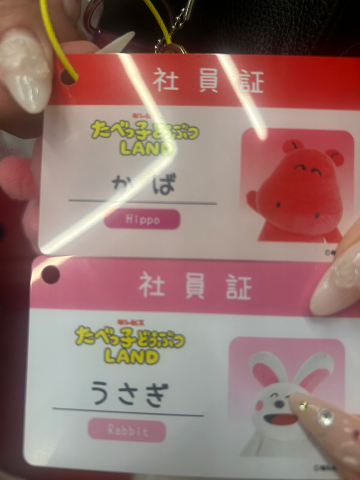 社員証
たべっ子どうぶつ
LAND
かば
Hippo
社員証
たべっ子どうぶつ
LAND
うさぎ
Rabbit